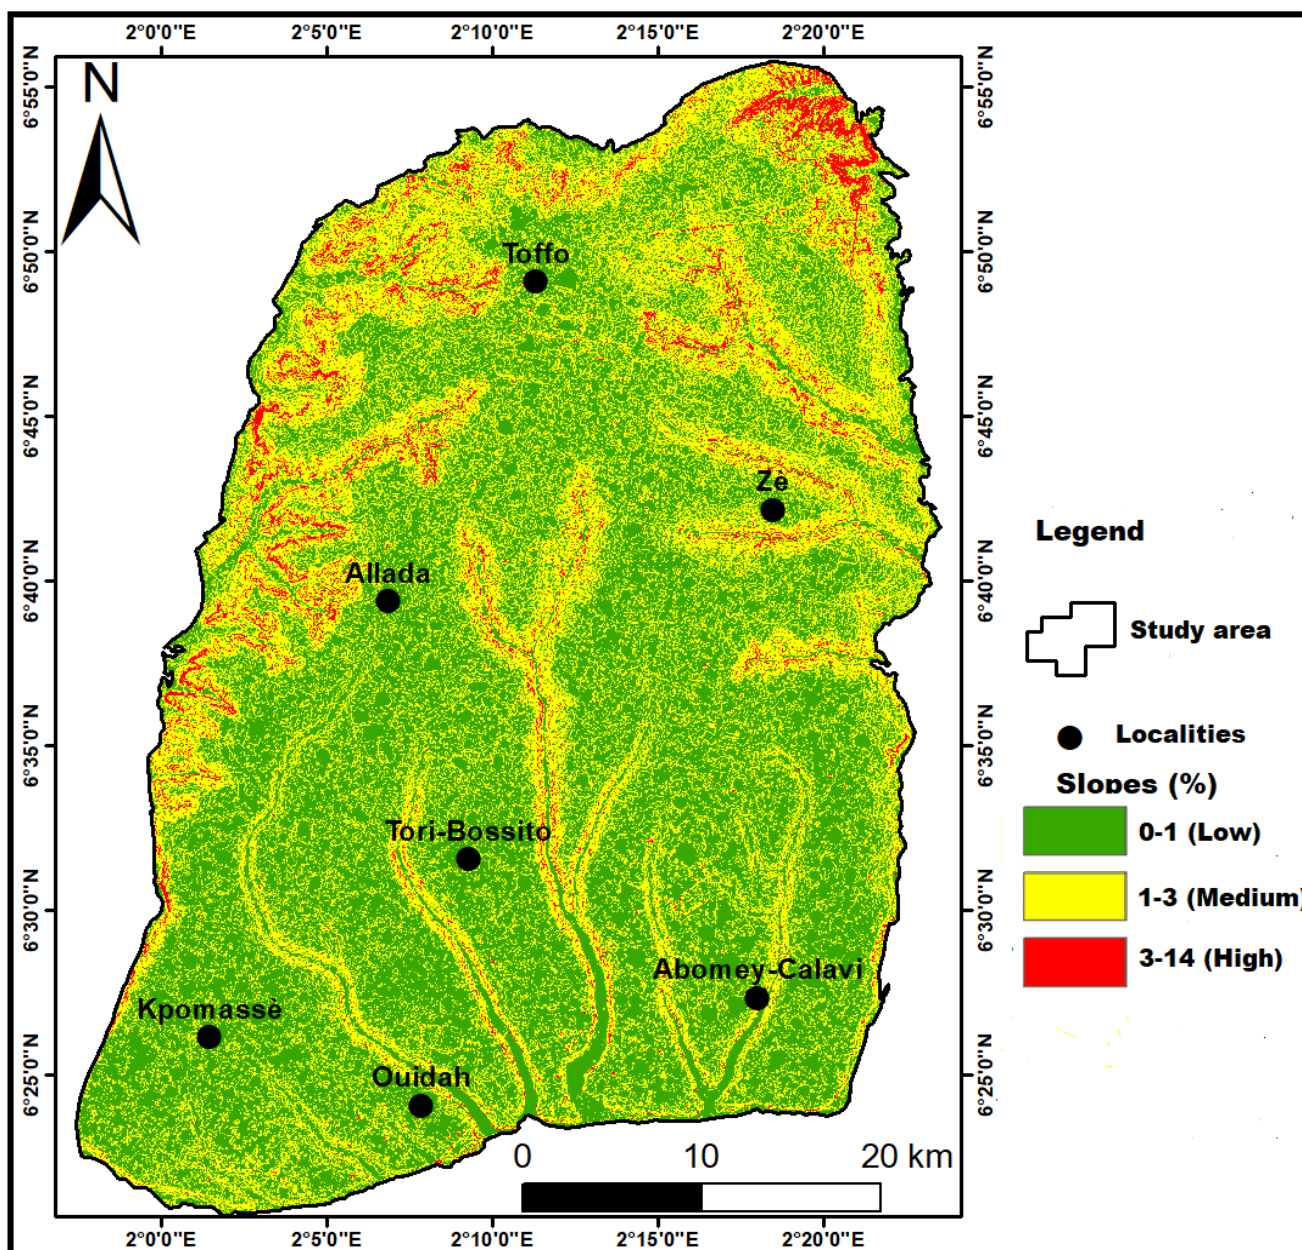 2°0'0"E 2°5'0"E 2°10'0"E 2°15'0"E 2°20'0"E
N
6°55'0"N 6°55'0"N
6°50'0"N 6°50'0"N
Toffo
6°45'0"N 6°45'0"N
Zè
Legend
6°40'0"N 6°40'0"N
Allada
Study area
6°35'0"N 6°35'0"N
Localities
Slopes (%)
Tori-Bossito
0-1 (Low)
6°30'0"N 6°30'0"N
1-3 (Medium)
3-14 (High)
Abomey-Calavi
Kpomassè
6°25'0"N 6°25'0"N
Ouidah
0 10 20 km
2°0'0"E 2°5'0"E 2°10'0"E 2°15'0"E 2°20'0"E